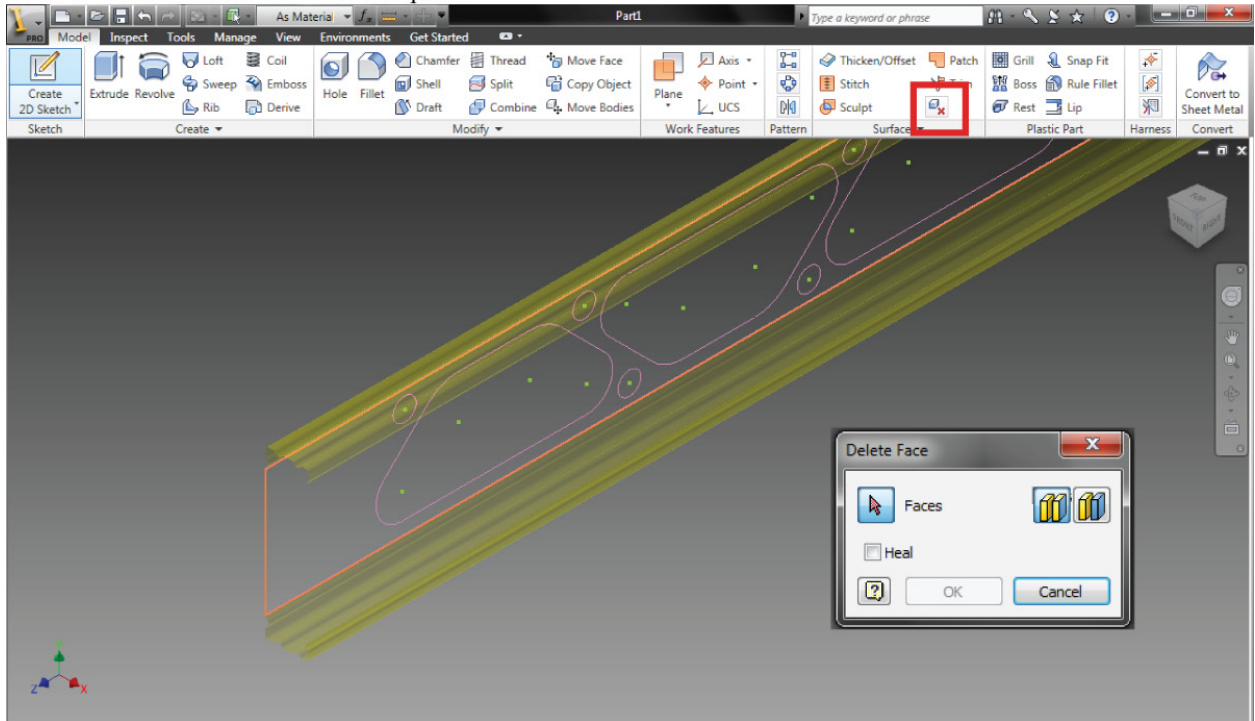 As Material Part1 Type a keyword or phrase
PRO Model Inspect Tools Manage View Environments Get Started
Create 2D Sketch
Extrude Revolve
Loft Coil
Sweep Emboss
Rib Derive
Hole Fillet
Chamfer Thread Move Face
Shell Split Copy Object
Draft Combine Move Bodies
Plane
Axis
Point
UCS
Thicken/Offset Patch
Stitch
Sculpt
Grill Snap Fit
Boss Rule Fillet
Rest Lip
Convert to Sheet Metal
Sketch Create Modify Work Features Pattern Surface Plastic Part Harness Convert
FRONT RIGHT
Delete Face
Faces
Heal
OK Cancel
Y
Z X